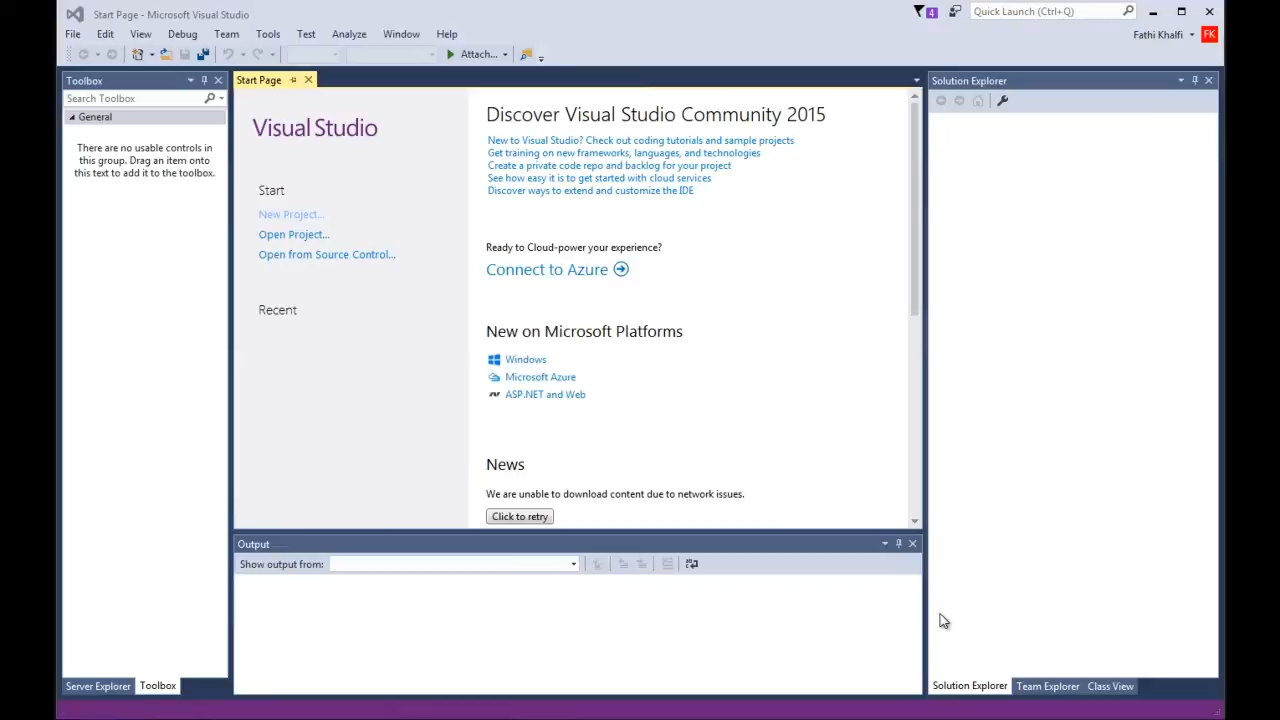 Start Page - Microsoft Visual Studio
4
Quick Launch (Ctrl+Q)
File Edit View Debug Team Tools Test Analyze Window Help
Fathi Khalfi FK
Attach...
Toolbox
Search Toolbox
General
There are no usable controls in
this group. Drag an item onto
this text to add it to the toolbox.
Server Explorer Toolbox
Start Page
Visual Studio
Start
New Project...
Open Project...
Open from Source Control...
Recent
Discover Visual Studio Community 2015
New to Visual Studio? Check out coding tutorials and sample projects
Get training on new frameworks, languages, and technologies
Create a private code repo and backlog for your project
See how easy it is to get started with cloud services
Discover ways to extend and customize the IDE
Ready to Cloud-power your experience?
Connect to Azure
New on Microsoft Platforms
Windows
Microsoft Azure
ASP.NET and Web
News
We are unable to download content due to network issues.
Click to retry
Output
Show output from:
Solution Explorer
Solution Explorer Team Explorer Class View